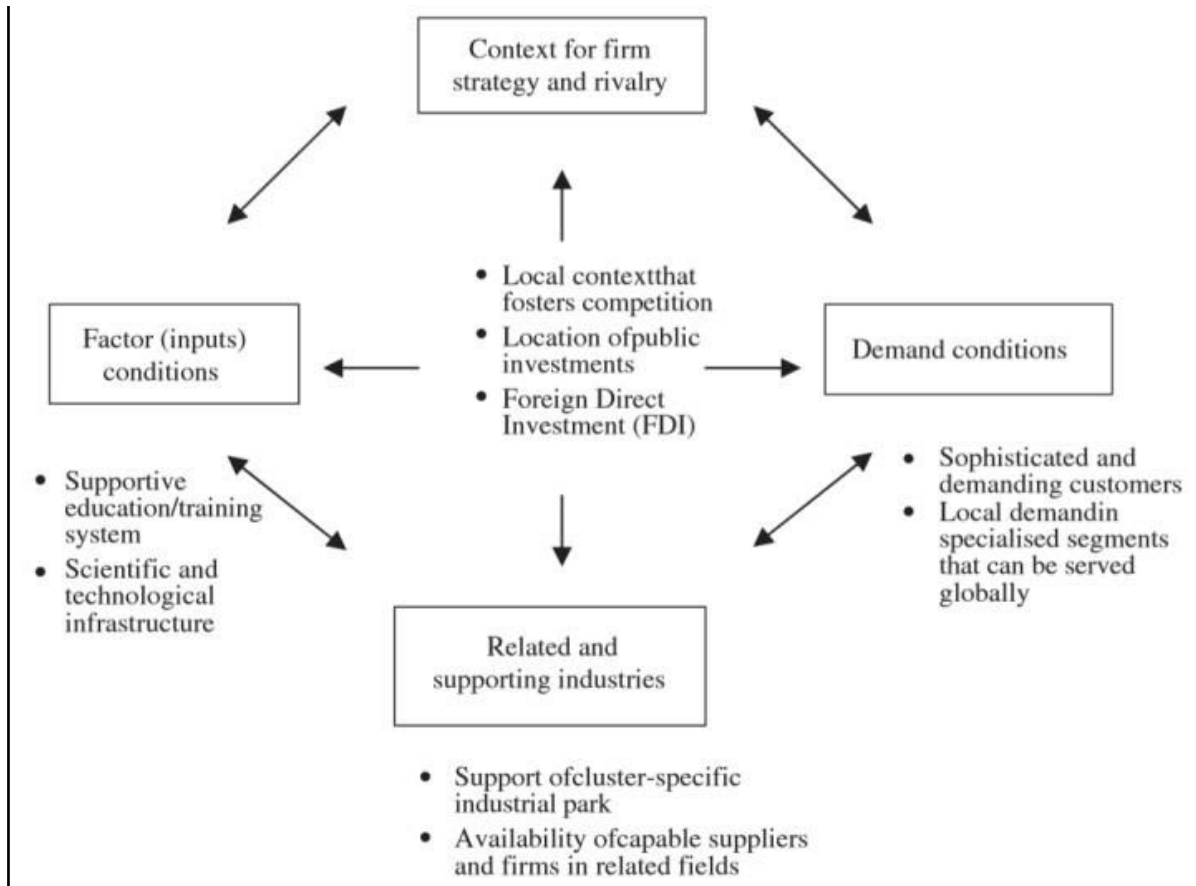 Context for firm
strategy and rivalry
• Local contextthat
fosters competition
• Location ofpublic
investments
• Foreign Direct
Investment (FDI)
Factor (inputs)
conditions
Demand conditions
• Supportive
education/training
system
• Scientific and
technological
infrastructure
• Sophisticated and
demanding customers
• Local demandin
specialised segments
that can be served
globally
Related and
supporting industries
• Support ofcluster-specific
industrial park
• Availability ofcapable suppliers
and firms in related fields